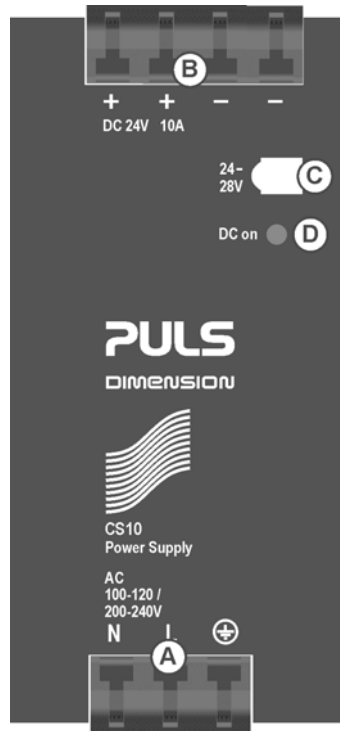 B
+ + − −
DC 24V 10A
24–
28V
C
DC on
D
PULS
DIMENSION
CS10
Power Supply
AC
100-120 /
200-240V
N L
A